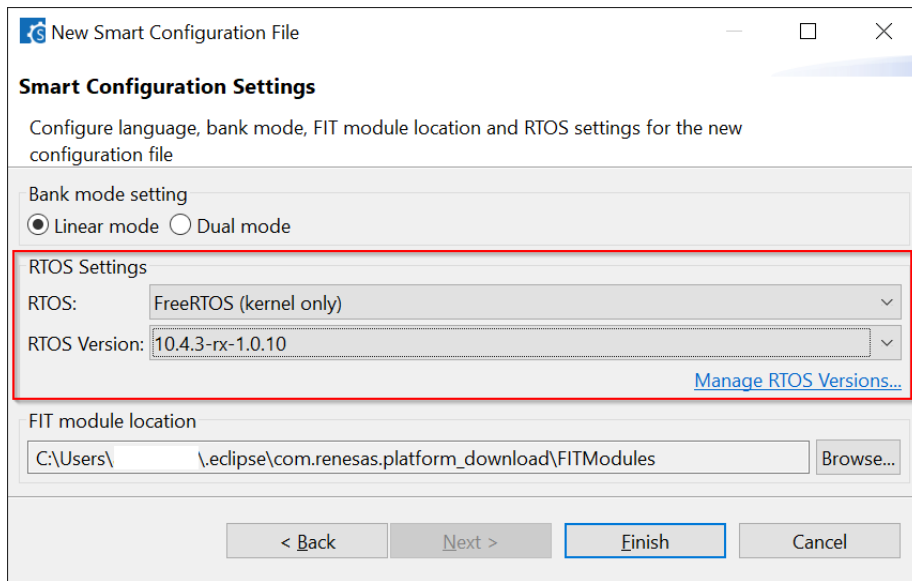 New Smart Configuration File
Smart Configuration Settings
Configure language, bank mode, FIT module location and RTOS settings for the new
configuration file
Bank mode setting
Linear mode Dual mode
RTOS Settings
RTOS: FreeRTOS (kernel only)
RTOS Version: 10.4.3-rx-1.0.10
Manage RTOS Versions...
FIT module location
C:\Users\ \.eclipse\com.renesas.platform_download\FITModules Browse...
< Back Next > Finish Cancel